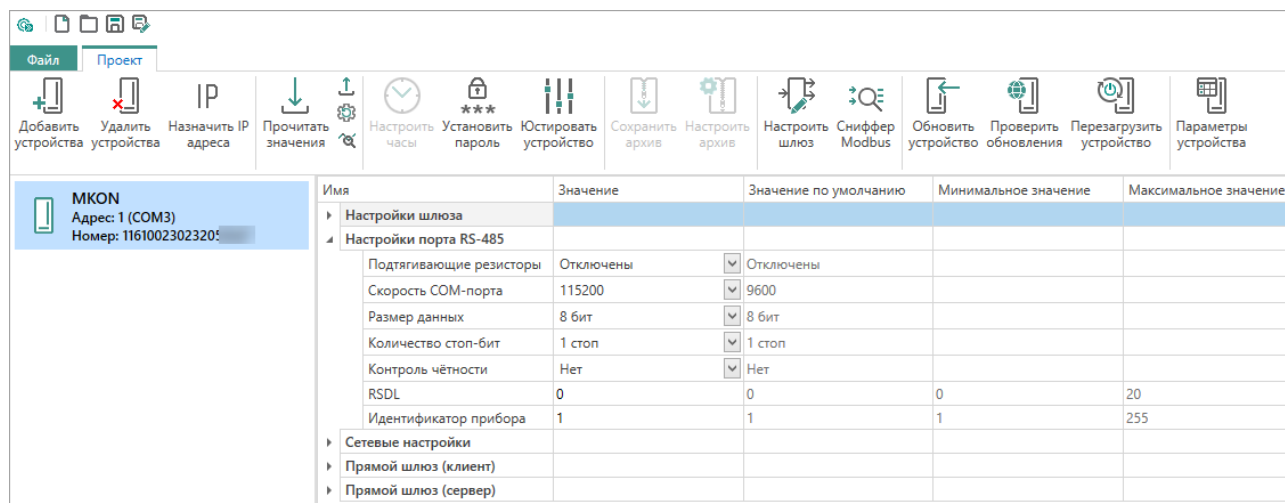 Файл Проект
IP
***
Добавить устройства
Удалить устройства
Назначить IP адреса
Прочитать значения
Настроить часы
Установить пароль
Юстировать устройство
Сохранить архив
Настроить архив
Настроить шлюз
Сниффер Modbus
Обновить устройство
Проверить обновления
Перезагрузить устройство
Параметры устройства
MKON
Адрес: 1 (COM3)
Номер: 11610023023205
Имя Значение Значение по умолчанию Минимальное значение Максимальное значение
Настройки шлюза
Настройки порта RS-485
Подтягивающие резисторы Отключены Отключены
Скорость COM-порта 115200 9600
Размер данных 8 бит 8 бит
Количество стоп-бит 1 стоп 1 стоп
Контроль чётности Нет Нет
RSDL 0 0 0 20
Идентификатор прибора 1 1 1 255
Сетевые настройки
Прямой шлюз (клиент)
Прямой шлюз (сервер)